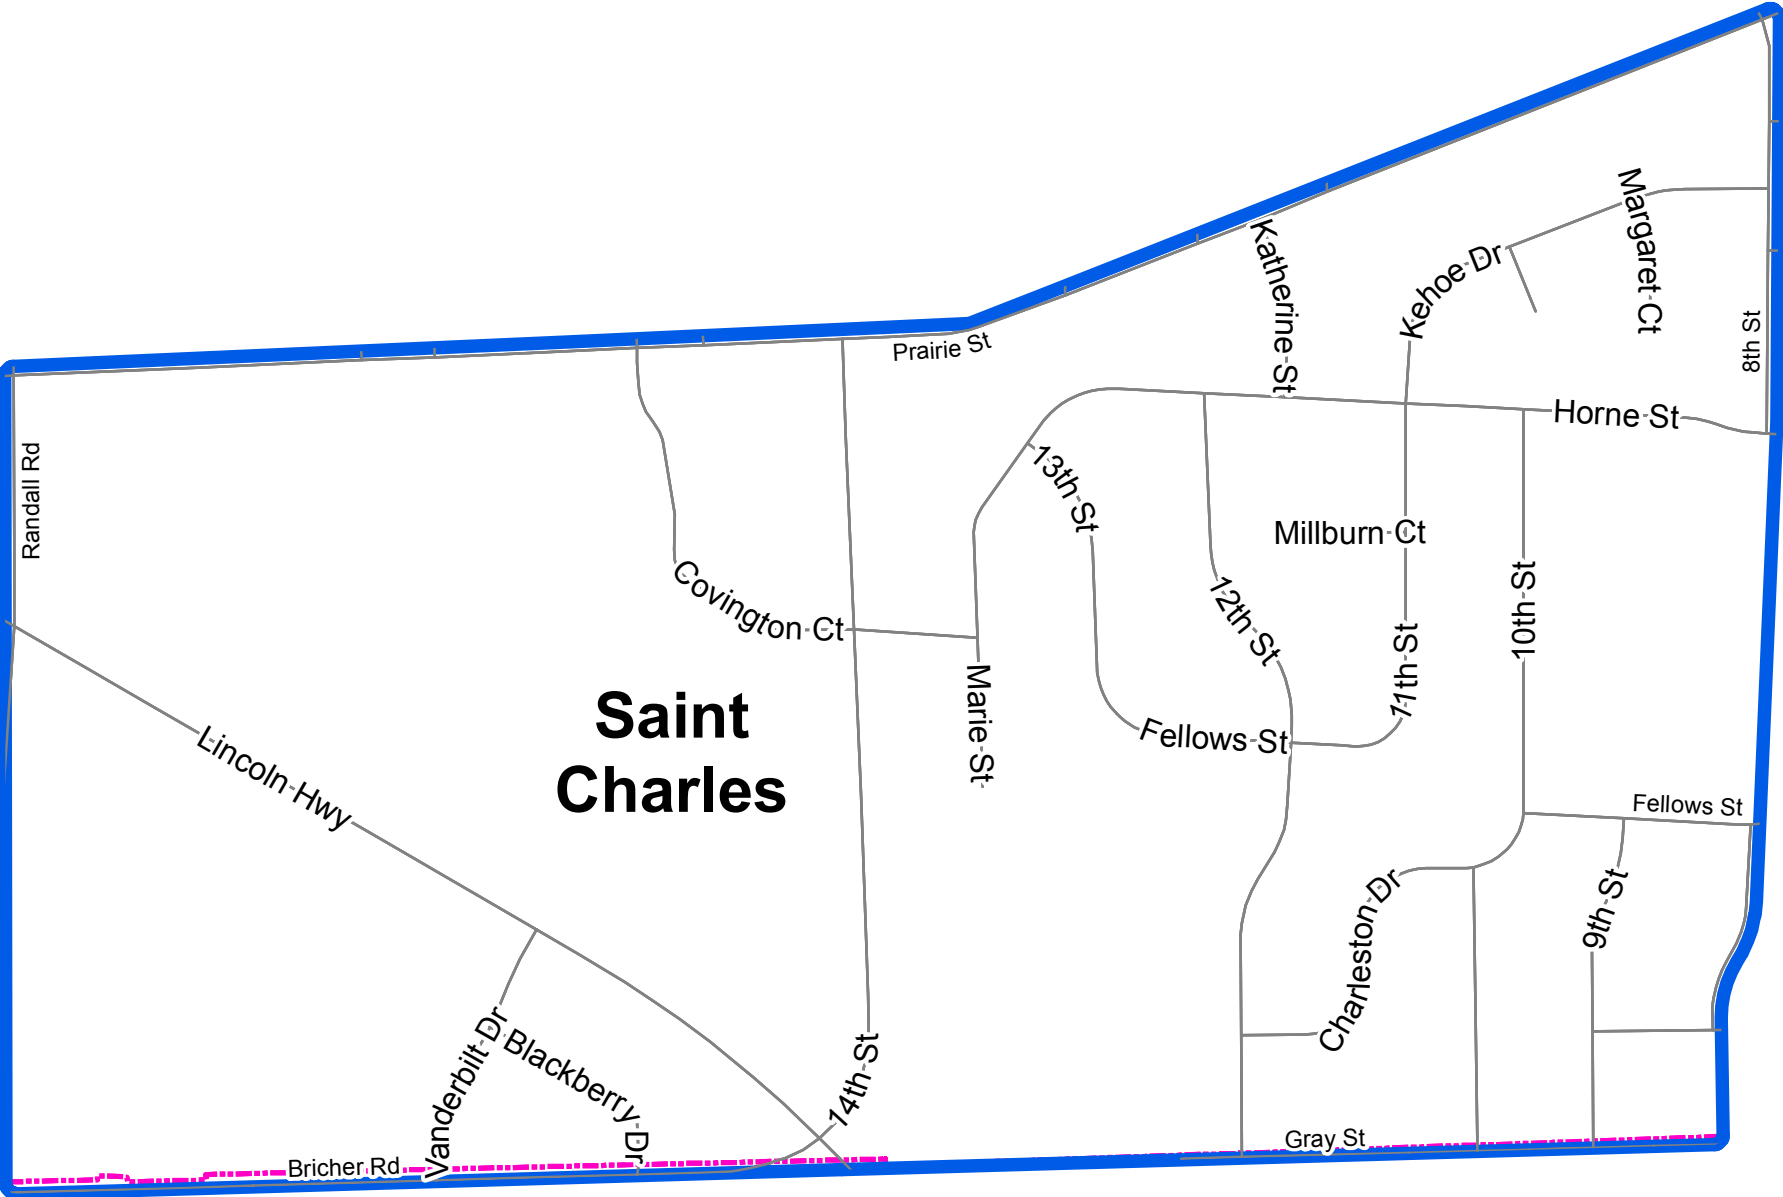 Margaret Ct
Katherine St
Kehoe Dr
8th St
Prairie St
Horne St
Randall Rd
13th St
Millburn Ct
Covington Ct
12th St
11th St
10th St
Saint
Charles
Marie St
Fellows St
Lincoln Hwy
Fellows St
Charleston Dr
9th St
Vanderbilt Dr
Blackberry Dr
14th St
Gray St
Bricher Rd